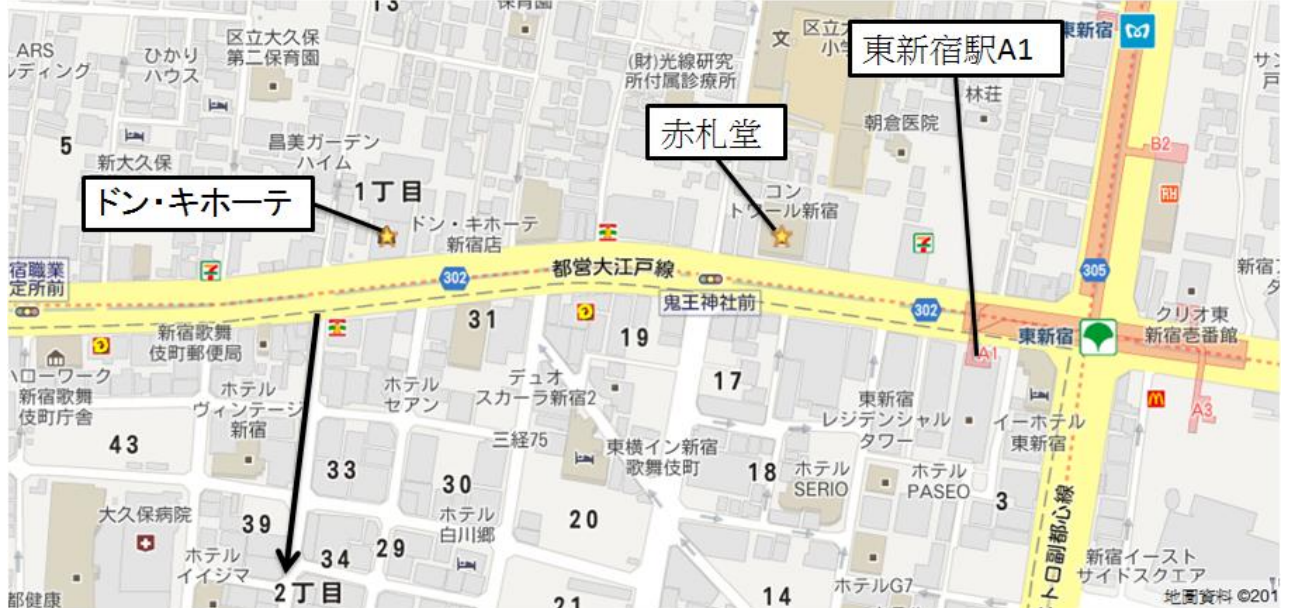 13
保育園
ARS
ひかり
ハウス
区立大久保
第二保育園
(財)光線研究
所付属診療所
文
区立
東新宿
東新宿駅A1
林荘
朝倉医院
B2
5
新大久保
昌美ガーデン
ハイム
赤札堂
ドン・キホーテ
1丁目
ドン・キホーテ
新宿店
コン
トワール新宿
302
都営大江戸線
305
鬼王神社前
302
東新宿
クリオ東
新宿壱番館
新宿歌舞
伎町郵便局
31
19
A1
ハローワーク
新宿歌舞
伎町庁舎
ホテル
ヴィンテージ
新宿
ホテル
セアン
デュオ
スカーラ新宿2
17
東新宿
レジデンシャル
タワー
イーホテル
東新宿
A3
43
33
三経75
東横イン新宿
歌舞伎町
18
ホテル
SERIO
ホテル
PASEO
3
30
大久保病院
39
ホテル
白川郷
20
ホテル
イイジマ
34
29
2丁目
21
14
ホテルG7
トロ副都心線
新宿イースト
サイドスクエア
都健康
地圖資料 ©201